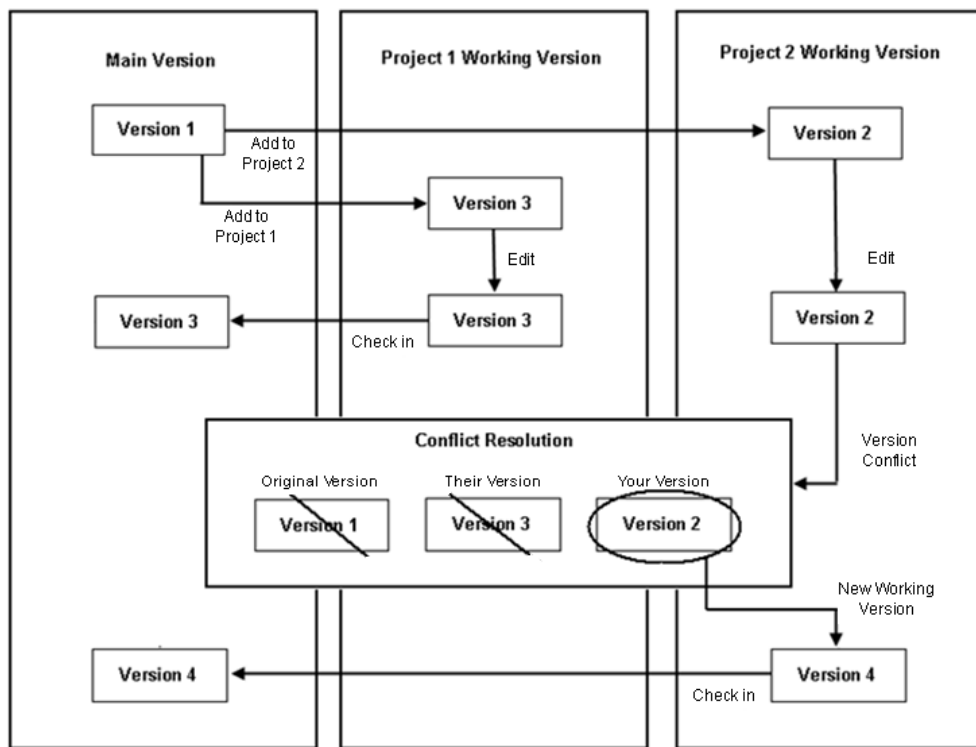 Main Version
Project 1 Working Version
Project 2 Working Version
Version 1
Version 2
Add to
Project 2
Version 3
Add to
Project 1
Edit
Edit
Version 3
Version 3
Version 2
Check in
Conflict Resolution
Version
Conflict
Original Version
Their Version
Your Version
Version 1
Version 3
Version 2
New Working
Version
Version 4
Version 4
Check in